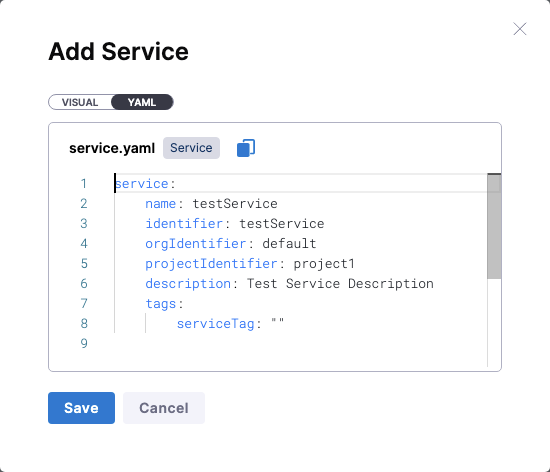 Add Service
VISUAL YAML
service.yaml Service
1 service:
2 name: testService
3 identifier: testService
4 orgIdentifier: default
5 projectIdentifier: project1
6 description: Test Service Description
7 tags:
8 serviceTag: ""
9
Save Cancel